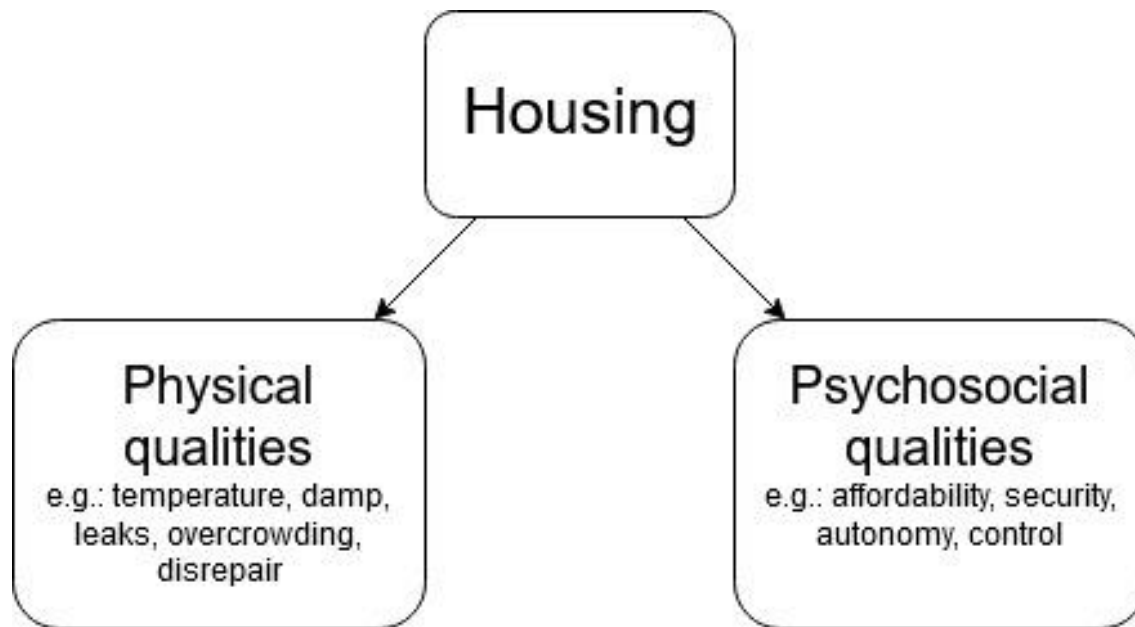 Housing
Physical
qualities
e.g.: temperature, damp,
leaks, overcrowding,
disrepair
Psychosocial
qualities
e.g.: affordability, security,
autonomy, control